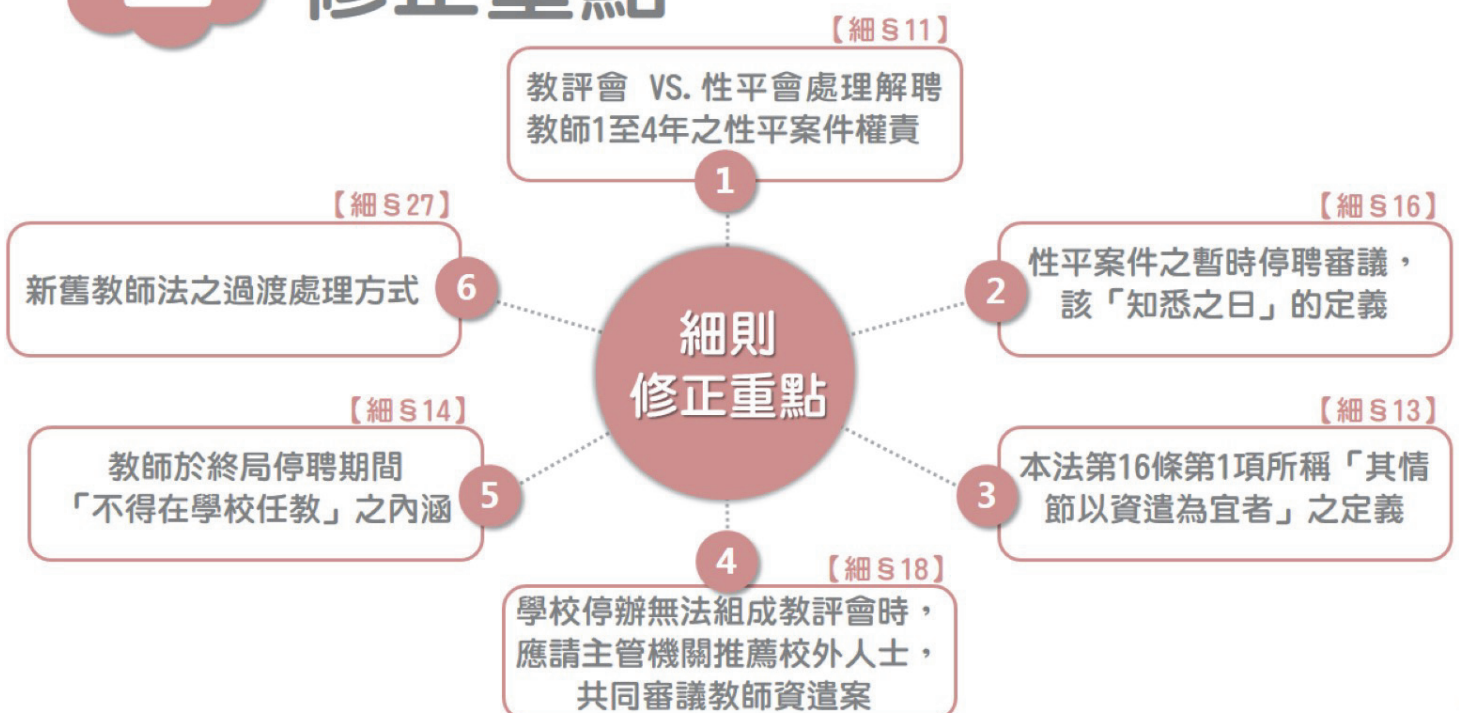 修正重點
【細§11】
教評會 VS. 性平會處理解聘
教師1至4年之性平案件權責
1
【細§16】
性平案件之暫時停聘審議，
該「知悉之日」的定義
2
【細§13】
本法第16條第1項所稱「其情
節以資遣為宜者」之定義
3
【細§18】
4
學校停辦無法組成教評會時，
應請主管機關推薦校外人士，
共同審議教師資遣案
【細§14】
教師於終局停聘期間
「不得在學校任教」之內涵
5
【細§27】
新舊教師法之過渡處理方式
6
細則
修正重點